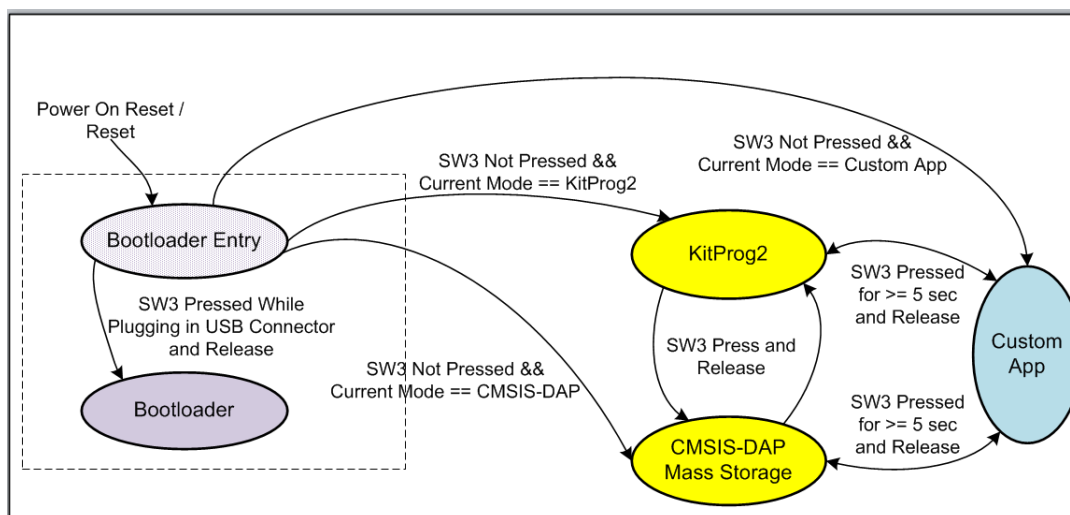 Power On Reset /
Reset
SW3 Not Pressed &&
Current Mode == Custom App
SW3 Not Pressed &&
Current Mode == KitProg2
Bootloader Entry
KitProg2
SW3 Pressed While
Plugging in USB Connector
and Release
SW3 Pressed
for >= 5 sec
and Release
SW3 Press and
Release
Custom
App
SW3 Not Pressed &&
Current Mode == CMSIS-DAP
Bootloader
SW3 Pressed
for >= 5 sec
and Release
CMSIS-DAP
Mass Storage